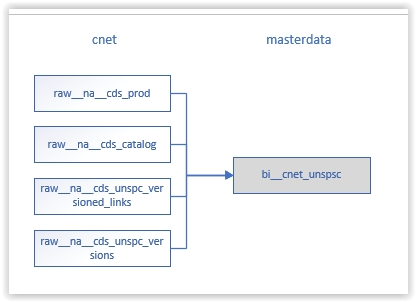 cnet
masterdata
raw__na__cds_prod
raw__na__cds_catalog
raw__na__cds_unspc_ver
sioned_links
raw__na__cds_unspc_ver
sions
bi__cnet_unspsc